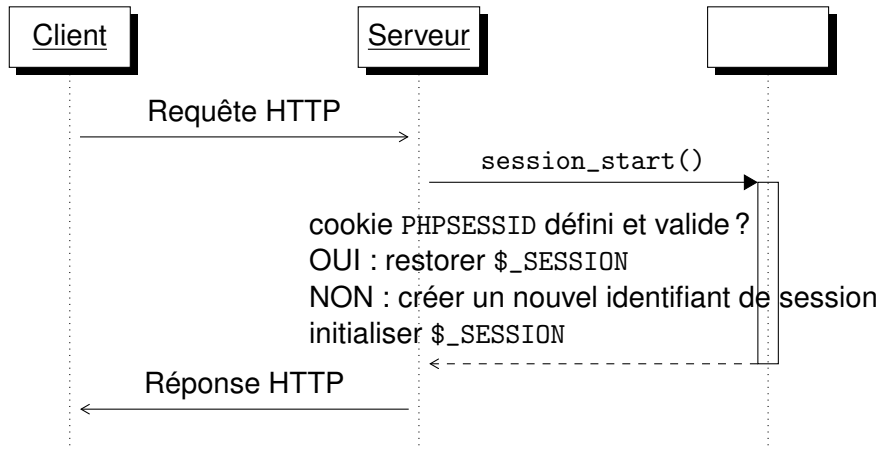 Client
Serveur
Requête HTTP
session_start()
cookie PHPSESSID défini et valide ?
OUI : restorer $_SESSION
NON : créer un nouvel identifiant de session
initialiser $_SESSION
Réponse HTTP